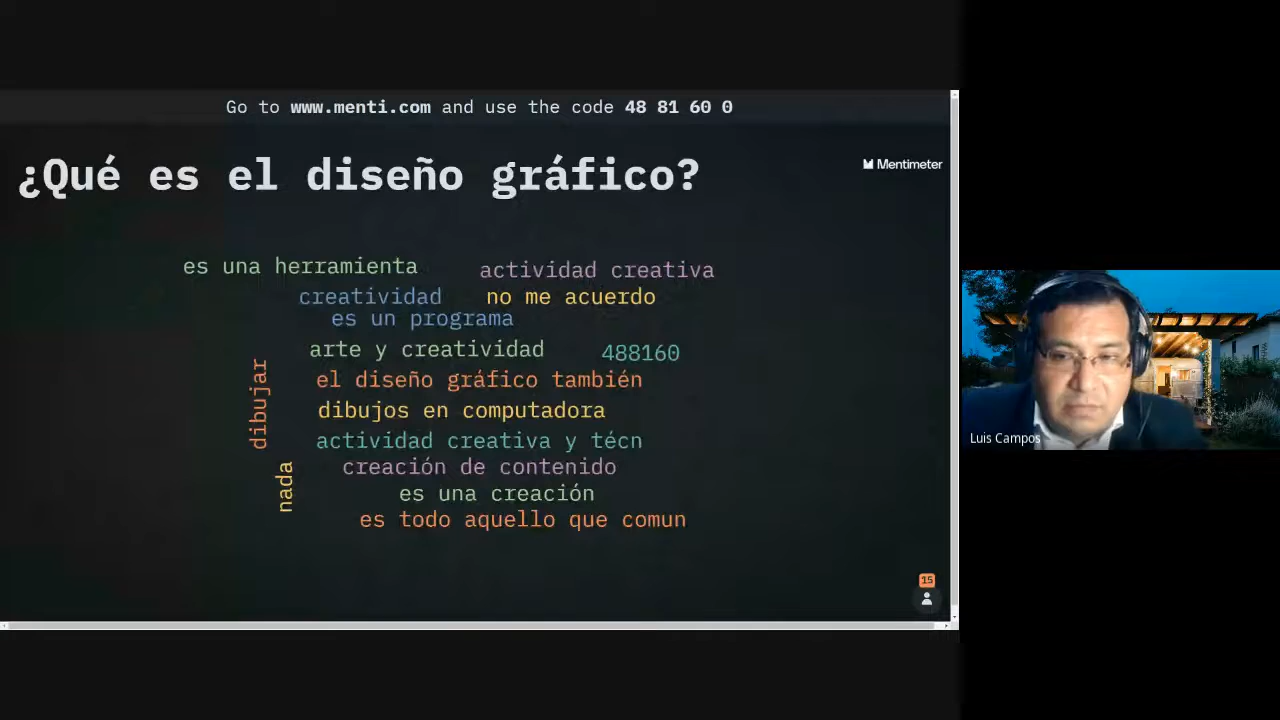 Go to www.menti.com and use the code 48 81 60 0
¿Qué es el diseño gráfico?
Mentimeter
es una herramienta
actividad creativa
creatividad
no me acuerdo
es un programa
arte y creatividad
488160
dibujar
el diseño gráfico también
dibujos en computadora
actividad creativa y técn
nada
creación de contenido
es una creación
es todo aquello que comun
15
Luis Campos